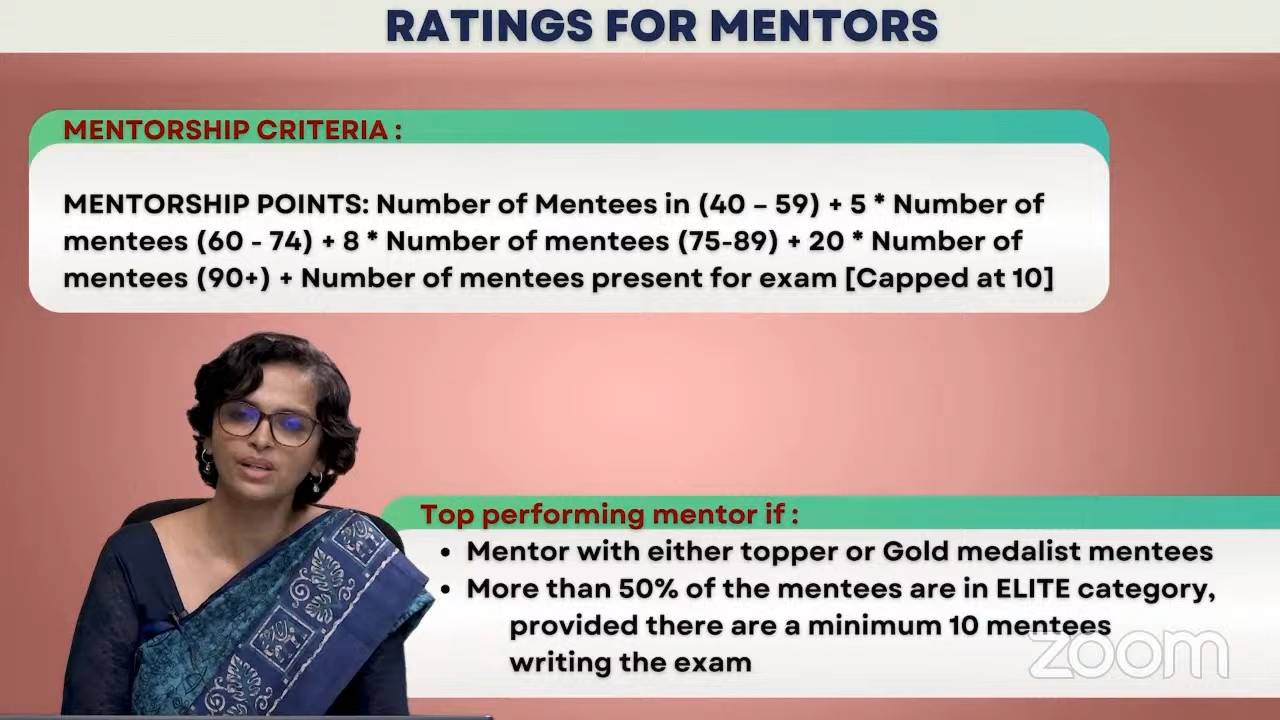 RATINGS FOR MENTORS
MENTORSHIP CRITERIA :
MENTORSHIP POINTS: Number of Mentees in (40 – 59) + 5 * Number of
mentees (60 - 74) + 8 * Number of mentees (75-89) + 20 * Number of
mentees (90+) + Number of mentees present for exam [Capped at 10]
Top performing mentor if :
• Mentor with either topper or Gold medalist mentees
• More than 50% of the mentees are in ELITE category,
provided there are a minimum 10 mentees
writing the exam
zoom